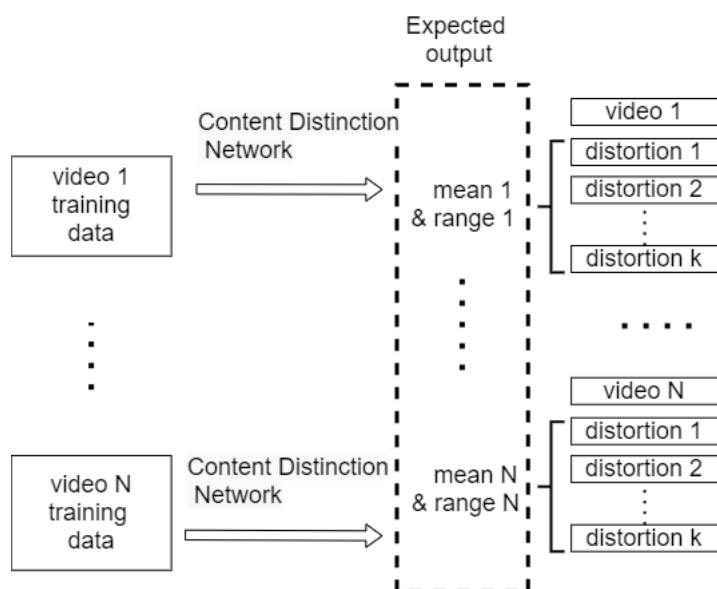 Expected
output
Content Distinction
Network
video 1
training
data
mean 1
& range 1
video 1
distortion 1
distortion 2
distortion k
video N
training
data
Content Distinction
Network
mean N
& range N
video N
distortion 1
distortion 2
distortion k